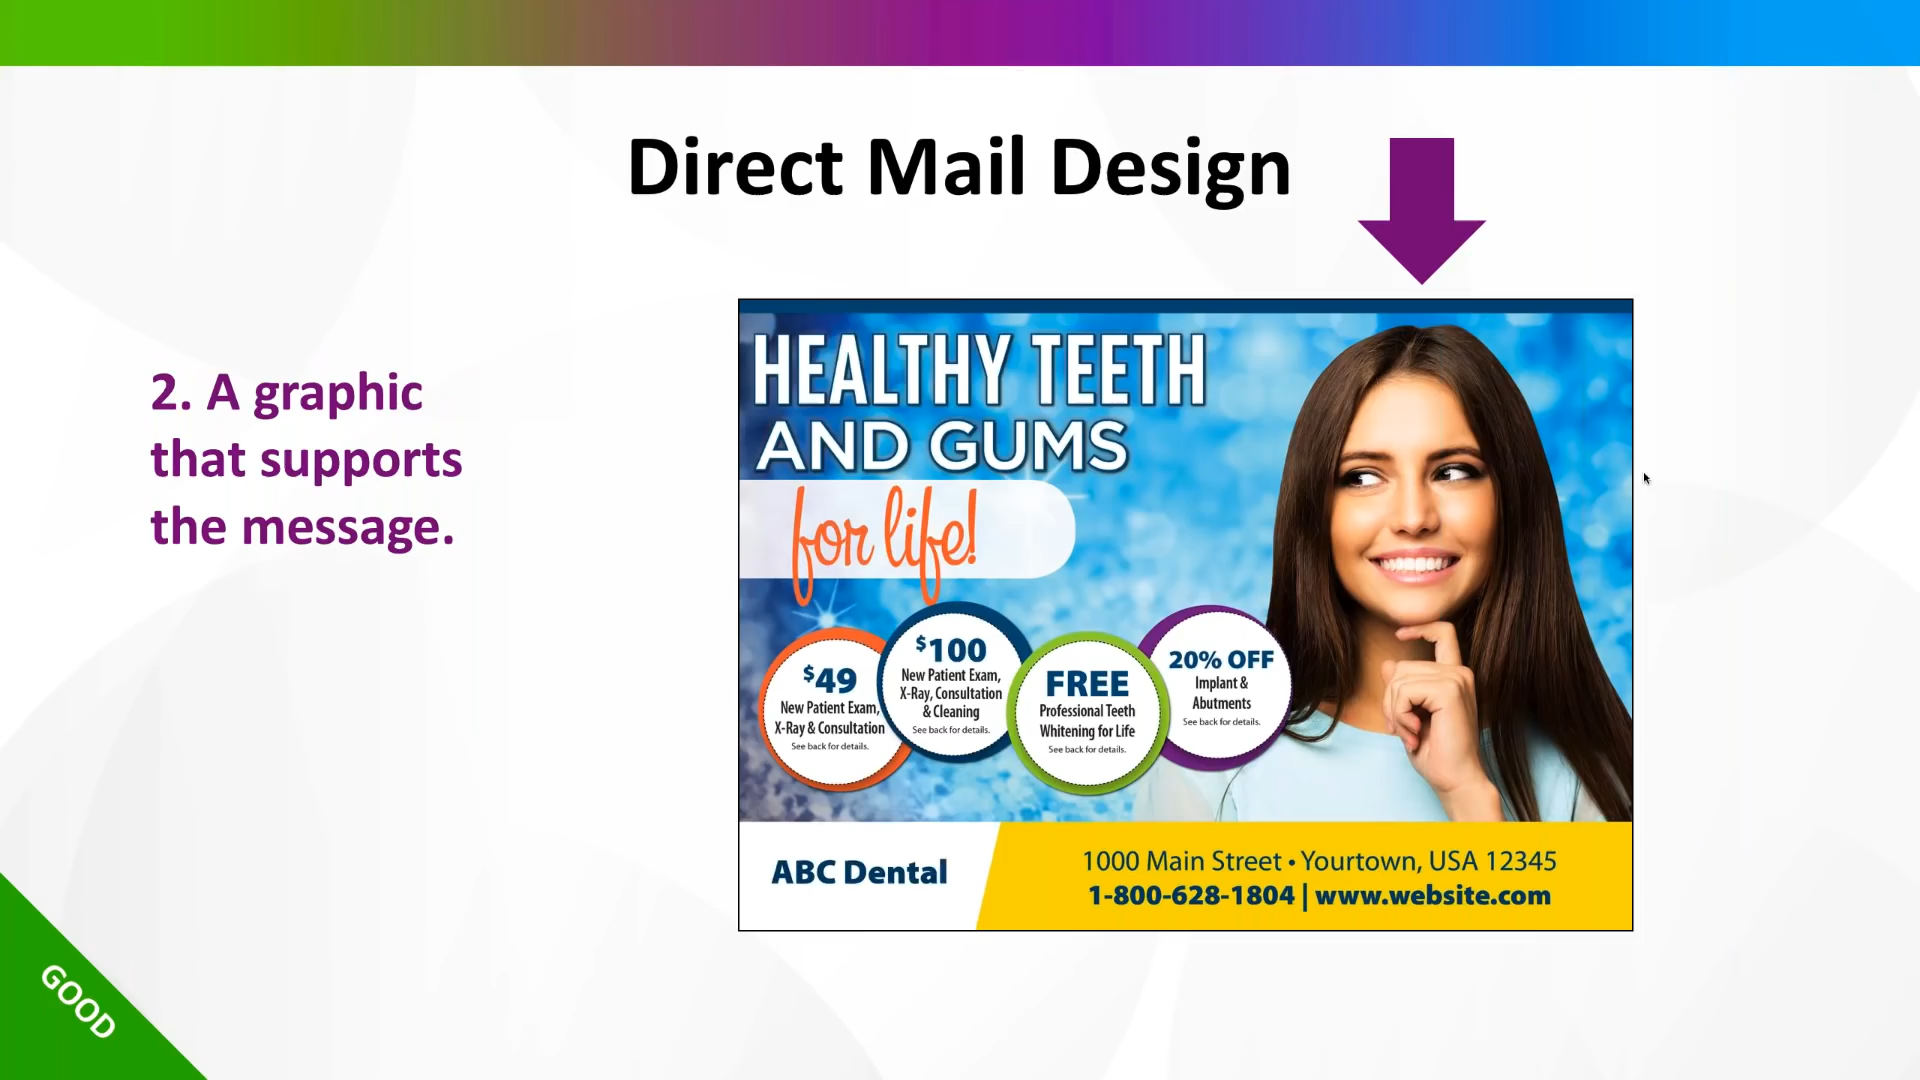 Direct Mail Design
2. A graphic
that supports
the message.
HEALTHY TEETH
AND GUMS
for life!
$49
New Patient Exam,
X-Ray & Consultation
See back for details.
$100
New Patient Exam,
X-Ray, Consultation
& Cleaning
See back for details.
FREE
Professional Teeth
Whitening for Life
See back for details.
20% OFF
Implant &
Abutments
See back for details.
ABC Dental
1000 Main Street • Yourtown, USA 12345
1-800-628-1804 | www.website.com
GOOD